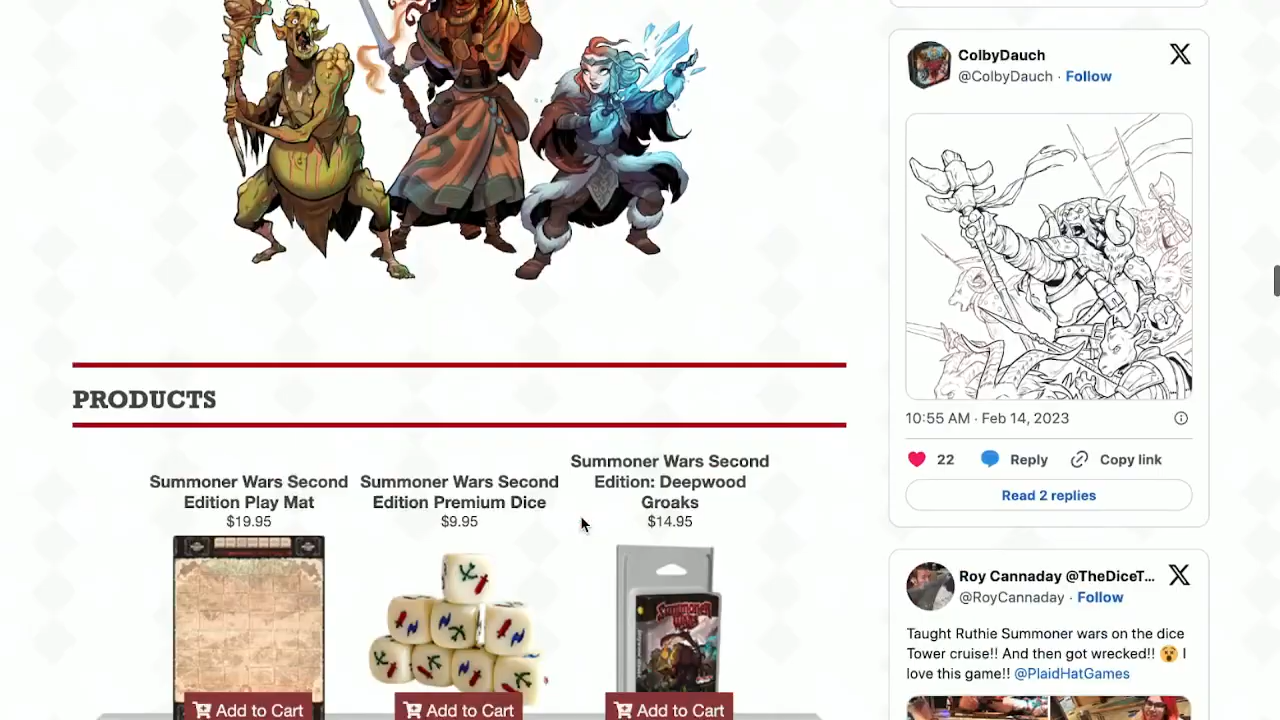 PRODUCTS
Summoner Wars Second
Edition Play Mat
$19.95
Add to Cart
Summoner Wars Second
Edition Premium Dice
$9.95
Add to Cart
Summoner Wars Second
Edition: Deepwood
Groaks
$14.95
SUMMONER
WARS
Add to Cart
ColbyDauch
@ColbyDauch · Follow
10:55 AM · Feb 14, 2023
22 Reply Copy link
Read 2 replies
Roy Cannaday @TheDiceT...
@RoyCannaday · Follow
Taught Ruthie Summoner wars on the dice
Tower cruise!! And then got wrecked!! 😮 I
love this game!! @PlaidHatGames